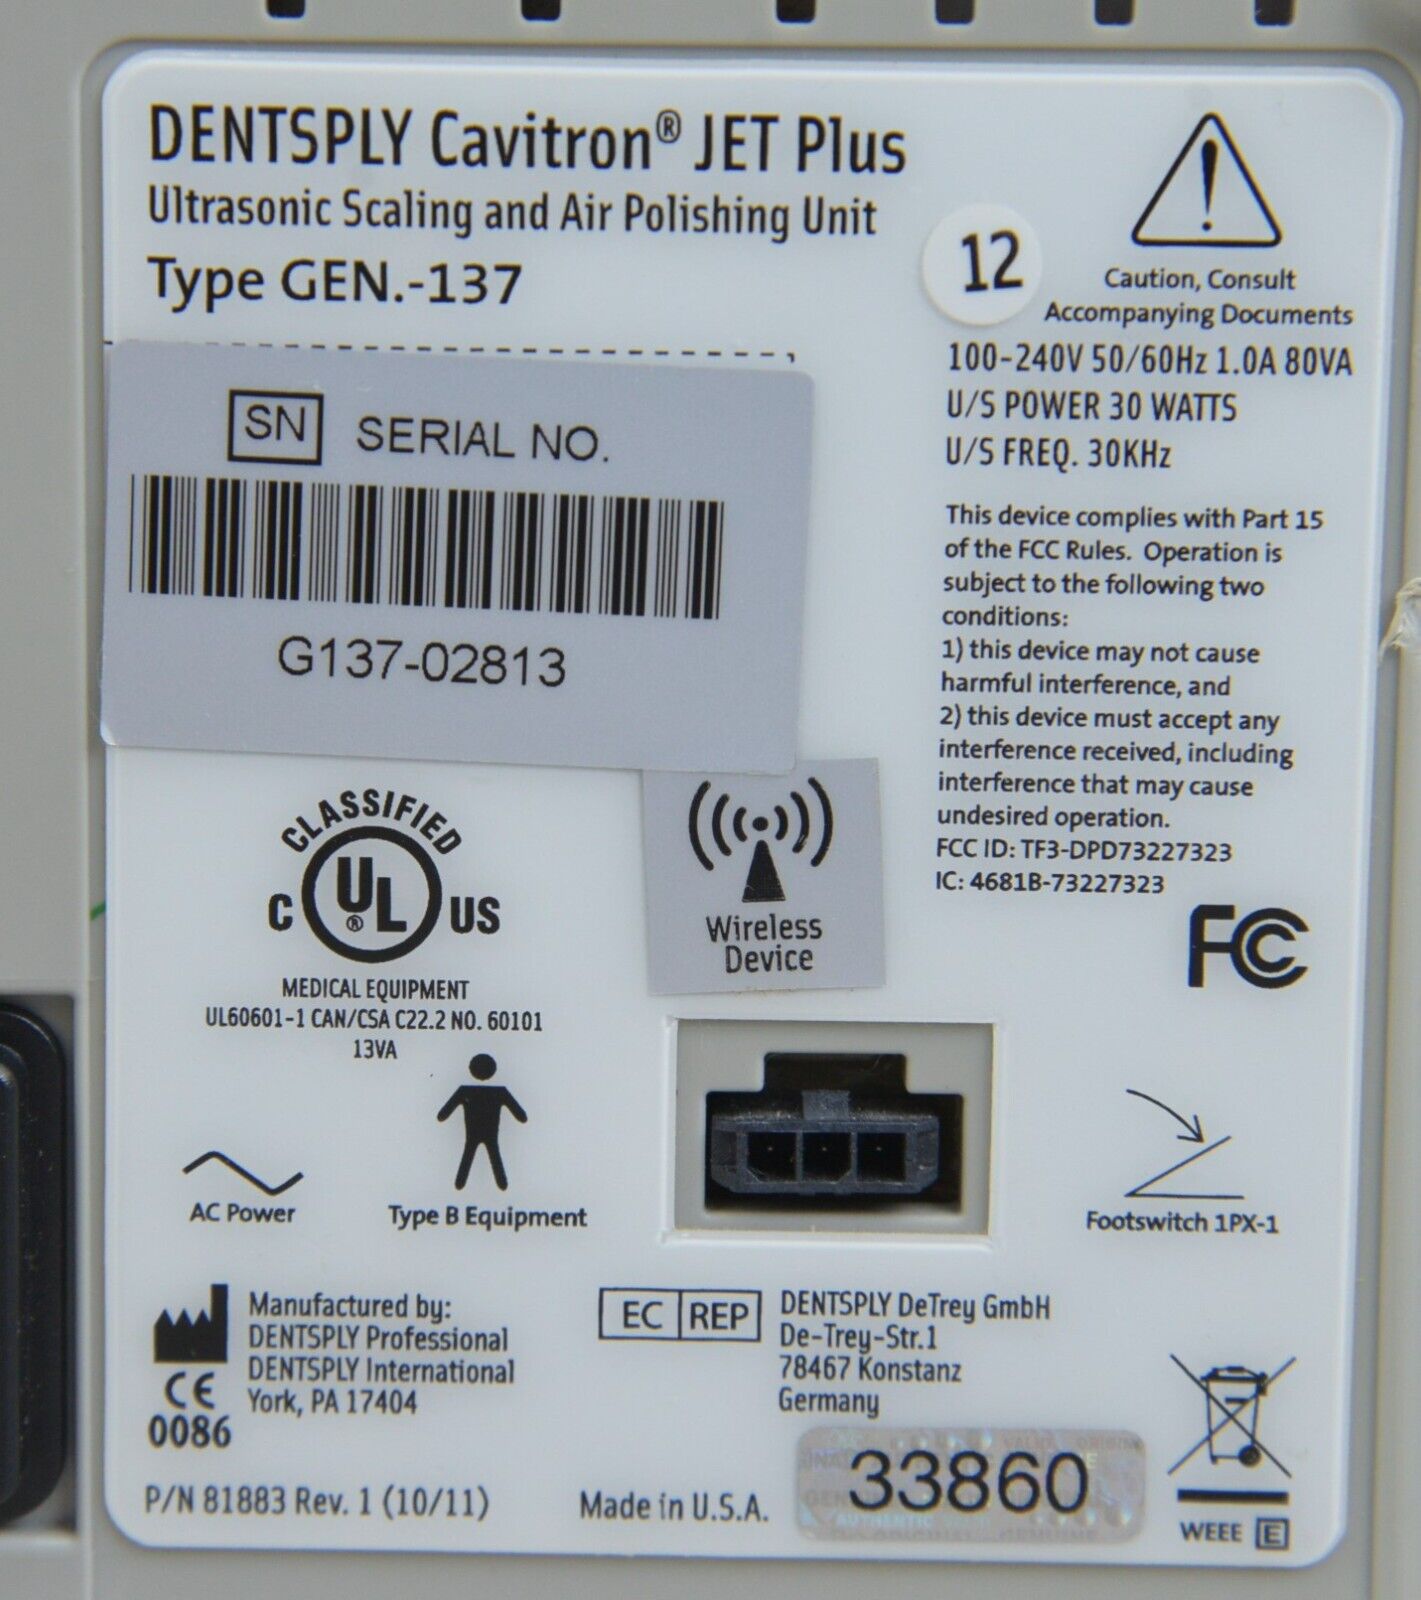 DENTSPLY Cavitron® JET Plus
Ultrasonic Scaling and Air Polishing Unit
Type GEN.-137
12
Caution, Consult
Accompanying Documents
100-240V 50/60Hz 1.0A 80VA
U/S POWER 30 WATTS
U/S FREQ. 30KHz
SN SERIAL NO.
G137-02813
This device complies with Part 15
of the FCC Rules. Operation is
subject to the following two
conditions:
1) this device may not cause
harmful interference, and
2) this device must accept any
interference received, including
interference that may cause
undesired operation.
FCC ID: TF3-DPD73227323
IC: 4681B-73227323
FC
CLASSIFIED
C UL® US
MEDICAL EQUIPMENT
UL60601-1 CAN/CSA C22.2 NO. 60101
13VA
Wireless
Device
AC Power
Type B Equipment
Footswitch 1PX-1
Manufactured by:
DENTSPLY Professional
DENTSPLY International
York, PA 17404
CE
0086
EC REP
DENTSPLY DeTrey GmbH
De-Trey-Str.1
78467 Konstanz
Germany
P/N 81883 Rev. 1 (10/11)
Made in U.S.A.
33860
WEEE E